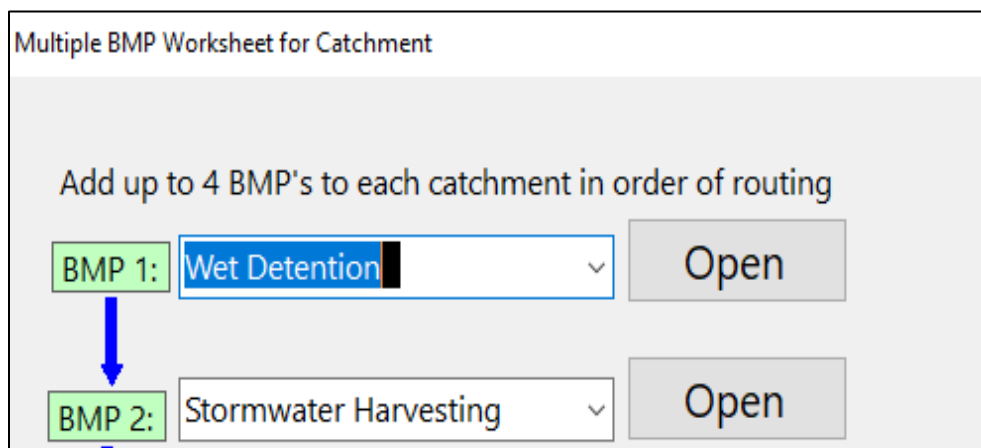 Multiple BMP Worksheet for Catchment
Add up to 4 BMP's to each catchment in order of routing
BMP 1: Wet Detention Open
BMP 2: Stormwater Harvesting Open